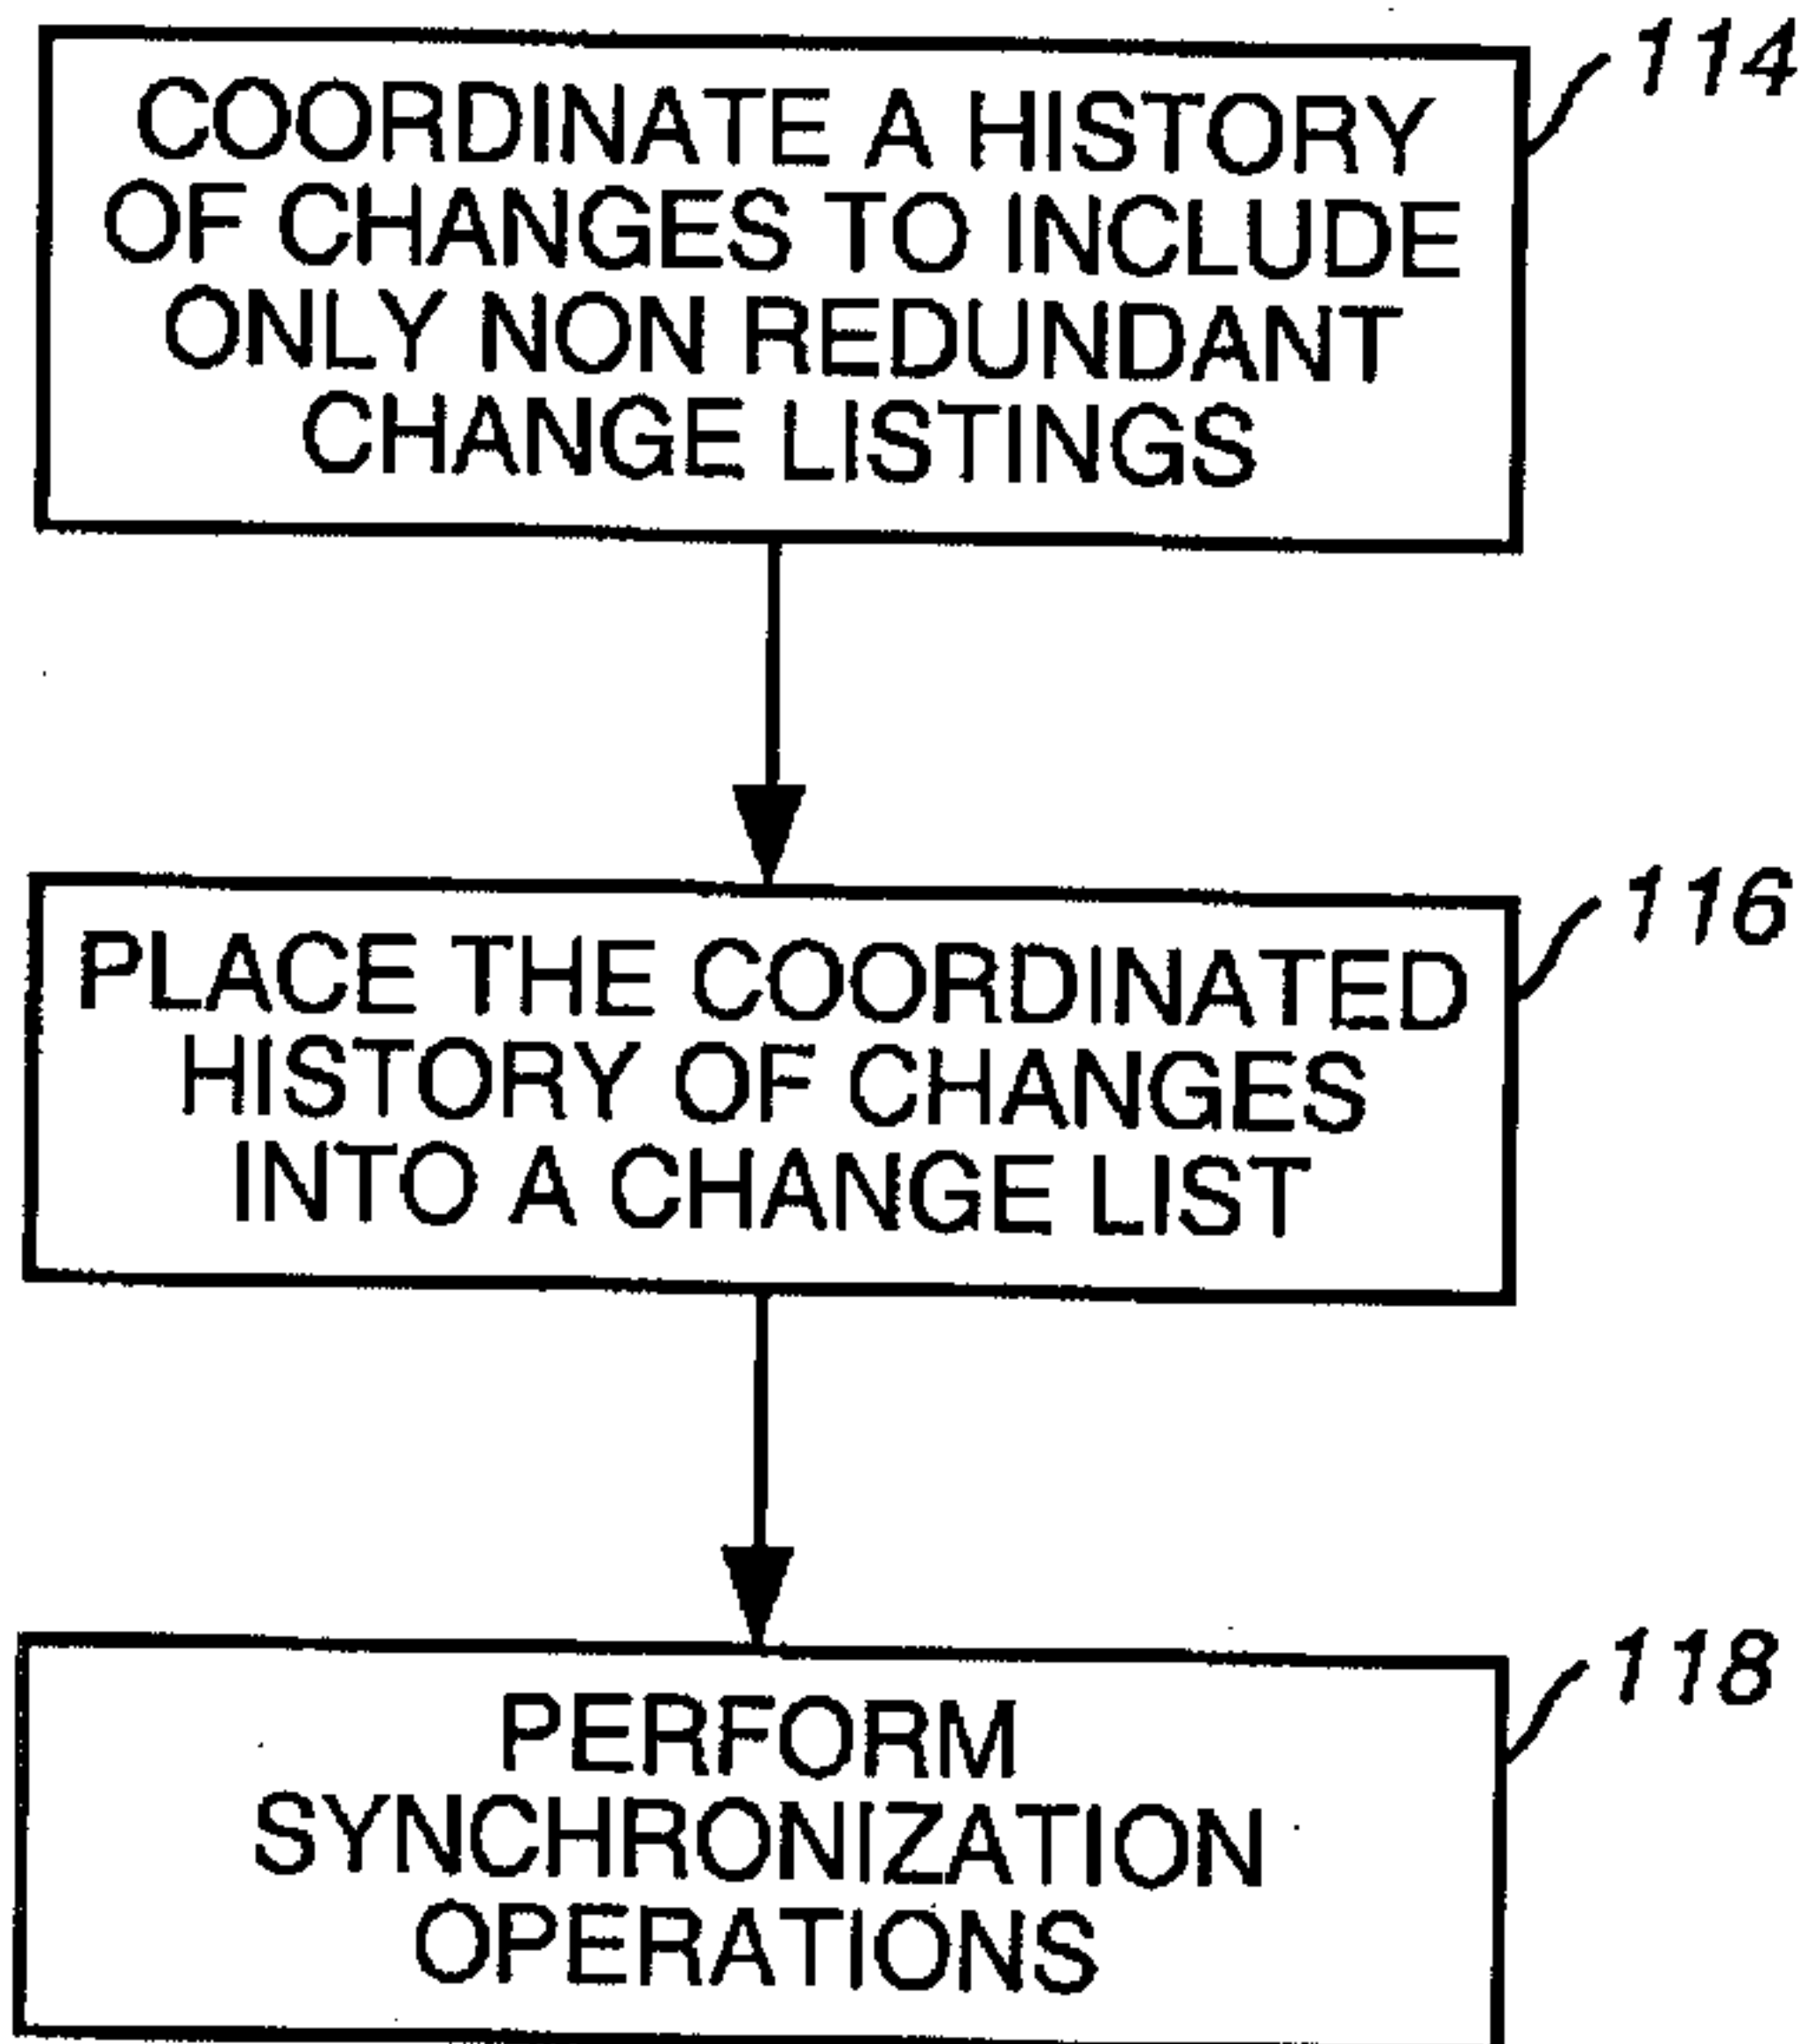 COORDINATE A HISTORY
OF CHANGES TO INCLUDE
ONLY NON REDUNDANT
CHANGE LISTINGS
114
PLACE THE COORDINATED
HISTORY OF CHANGES
INTO A CHANGE LIST
116
PERFORM
SYNCHRONIZATION
OPERATIONS
118